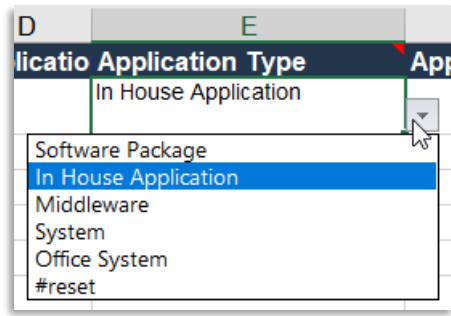 D E
licatio Application Type App
In House Application
Software Package
In House Application
Middleware
System
Office System
#reset